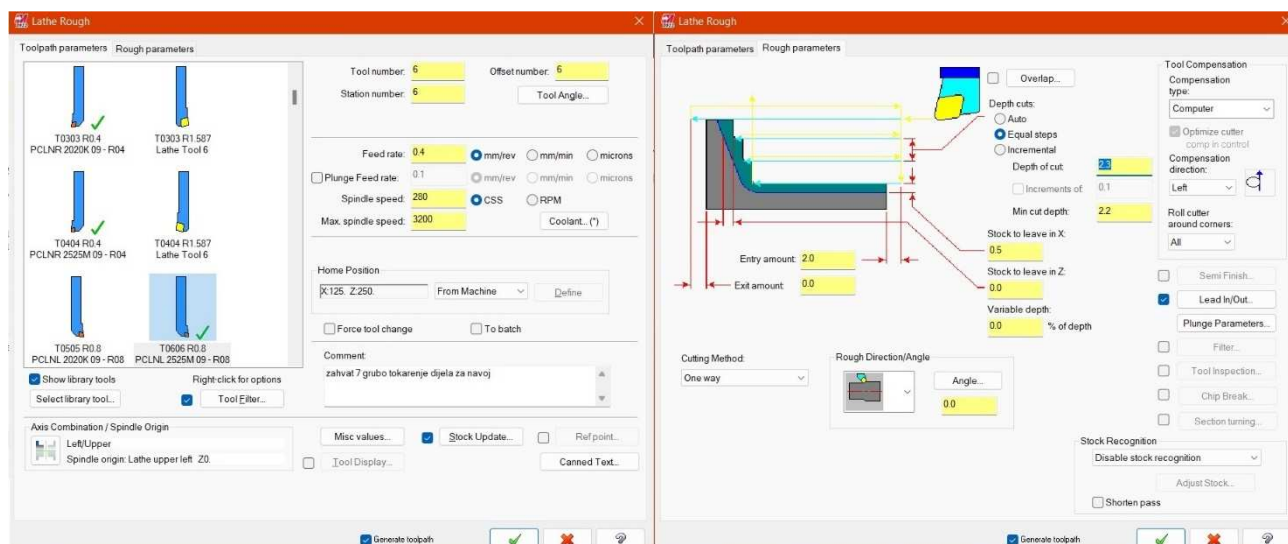 Lathe Rough
Toolpath parameters Rough parameters
T0303 R0.4 T0303 R1.587
PCLNR 2020K 09 - R04 Lathe Tool 6
T0404 R0.4 T0404 R1.587
PCLNR 2525M 09 - R04 Lathe Tool 6
T0505 R0.8 T0606 R0.8
PCLNL 2020K 09 - R08 PCLNL 2525M 09 - R08
Show library tools Right-click for options
Select library tool... Tool Filter...
Axis Combination / Spindle Origin
Left/Upper
Spindle origin: Lathe upper left Z0.
Tool number: 6 Offset number: 6
Station number: 6 Tool Angle...
Feed rate: 0.4 mm/rev mm/min microns
Plunge Feed rate: 0.1 mm/rev mm/min microns
Spindle speed: 280 CSS RPM
Max. spindle speed: 3200 Coolant... (*)
Home Position
X:125. Z:250. From Machine Define
Force tool change To batch
Comment:
zahvat 7 grubo tokarenje dijela za navoj
Misc values... Stock Update... Ref point...
Tool Display... Canned Text...
Generate toolpath
Lathe Rough
Toolpath parameters Rough parameters
Overlap...
Depth cuts:
Auto
Equal steps
Incremental
Depth of cut: 2.3
Increments of: 0.1
Min cut depth: 2.2
Stock to leave in X:
0.5
Stock to leave in Z:
0.0
Variable depth:
0.0 % of depth
Entry amount: 2.0
Exit amount: 0.0
Cutting Method:
One way
Rough Direction/Angle
Angle...
0.0
Tool Compensation
Compensation
type:
Computer
Optimize cutter
comp in control
Compensation
direction:
Left
Roll cutter
around corners:
All
Semi Finish...
Lead In/Out...
Plunge Parameters...
Filter...
Tool Inspection...
Chip Break...
Section turning...
Stock Recognition
Disable stock recognition
Adjust Stock...
Shorten pass
Generate toolpath